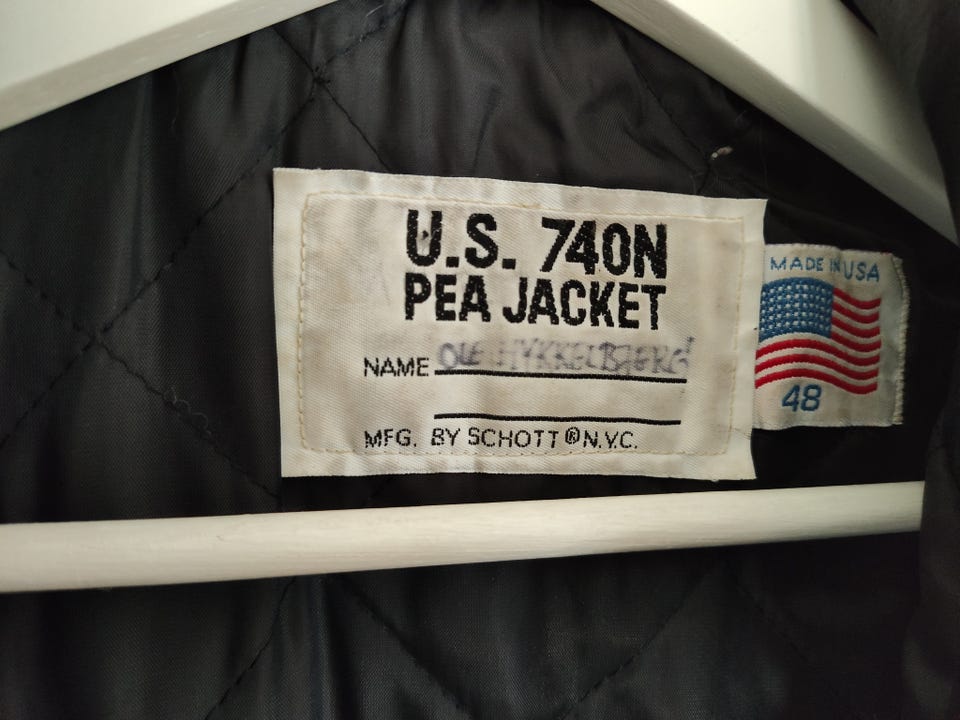 U.S. 740N
PEA JACKET
NAME OLE
MFG. BY SCHOTT ® N.Y.C.
MADE IN USA
48